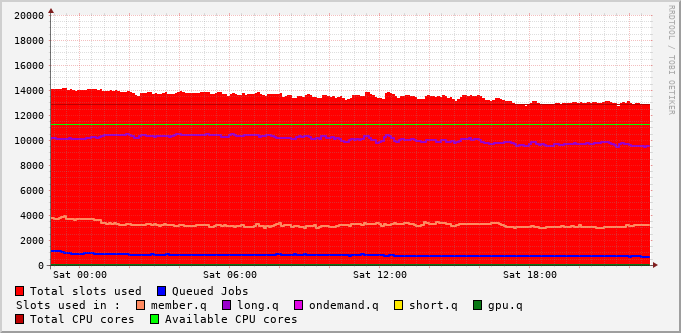 20000
18000
16000
14000
12000
10000
8000
6000
4000
2000
0
Sat 00:00 Sat 06:00 Sat 12:00 Sat 18:00
RRDTOOL / TOBI OETIKER
Total slots used Queued Jobs
Slots used in : member.q long.q ondemand.q short.q gpu.q
Total CPU cores Available CPU cores